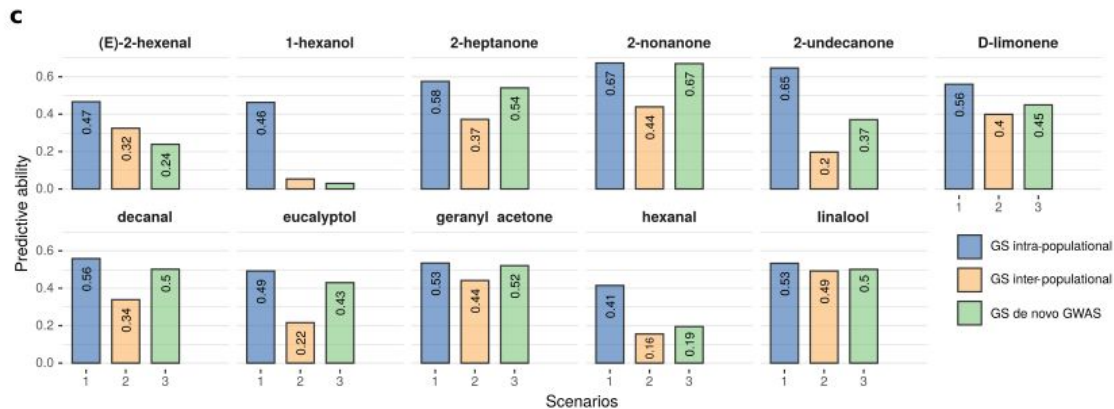 c
(E)-2-hexenal 1-hexanol 2-heptanone 2-nonanone 2-undecanone D-limonene
0.6
0.4
0.2
0.0
0.47 0.32 0.24 0.46 0.58 0.37 0.54 0.67 0.44 0.67 0.65 0.2 0.37 0.56 0.4 0.45
1 2 3
Predictive ability
decanal eucalyptol geranyl acetone hexanal linalool
0.6
0.4
0.2
0.0
0.56 0.34 0.5 0.49 0.22 0.43 0.53 0.44 0.52 0.41 0.16 0.19 0.53 0.49 0.5
1 2 3 1 2 3 1 2 3 1 2 3 1 2 3
Scenarios
GS intra-populational
GS inter-populational
GS de novo GWAS